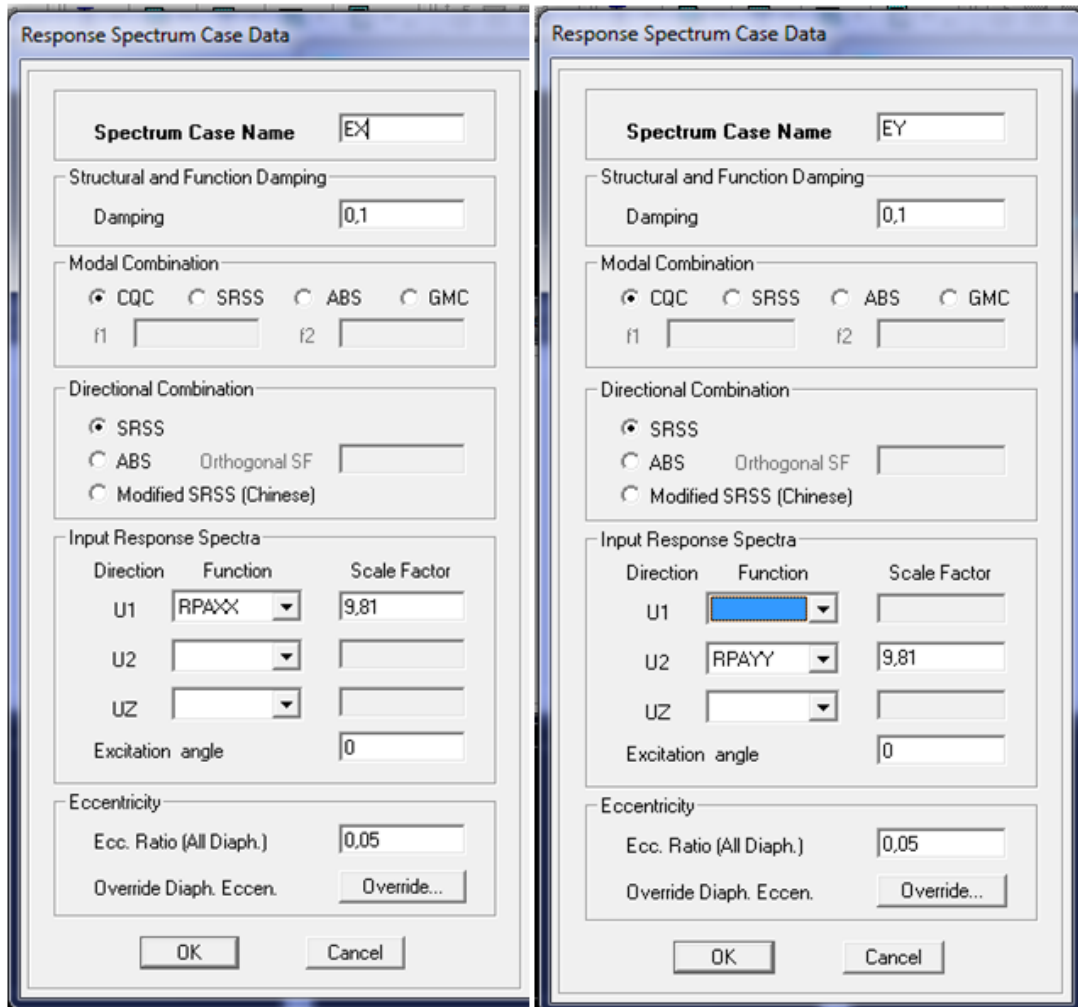 Response Spectrum Case Data
Spectrum Case Name EX
Structural and Function Damping
Damping 0,1
Modal Combination
CQC SRSS ABS GMC
f1 f2
Directional Combination
SRSS
ABS Orthogonal SF
Modified SRSS (Chinese)
Input Response Spectra
Direction Function Scale Factor
U1 RPAXX 9,81
U2
UZ
Excitation angle 0
Eccentricity
Ecc. Ratio (All Diaph.) 0,05
Override Diaph. Eccen. Override...
OK Cancel
Response Spectrum Case Data
Spectrum Case Name EY
Structural and Function Damping
Damping 0,1
Modal Combination
CQC SRSS ABS GMC
f1 f2
Directional Combination
SRSS
ABS Orthogonal SF
Modified SRSS (Chinese)
Input Response Spectra
Direction Function Scale Factor
U1
U2 RPAYY 9,81
UZ
Excitation angle 0
Eccentricity
Ecc. Ratio (All Diaph.) 0,05
Override Diaph. Eccen. Override...
OK Cancel